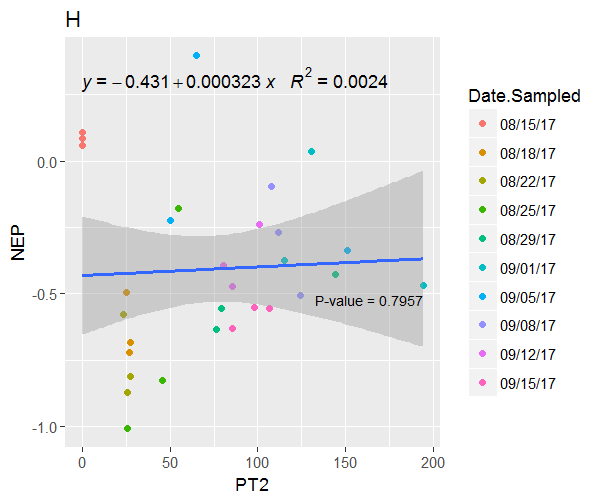 H
y = −0.431+0.000323 x R² = 0.0024
NEP
0.0
-0.5
-1.0
P-value = 0.7957
0 50 100 150 200
PT2
Date.Sampled
08/15/17
08/18/17
08/22/17
08/25/17
08/29/17
09/01/17
09/05/17
09/08/17
09/12/17
09/15/17